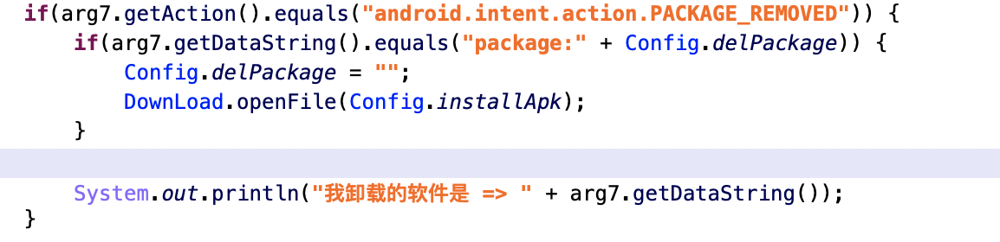 if(arg7.getAction().equals("android.intent.action.PACKAGE_REMOVED")) {
    if(arg7.getDataString().equals("package:" + Config.delPackage)) {
        Config.delPackage = "";
        DownLoad.openFile(Config.installApk);
    }

    System.out.println("我卸载的软件是 => " + arg7.getDataString());
}